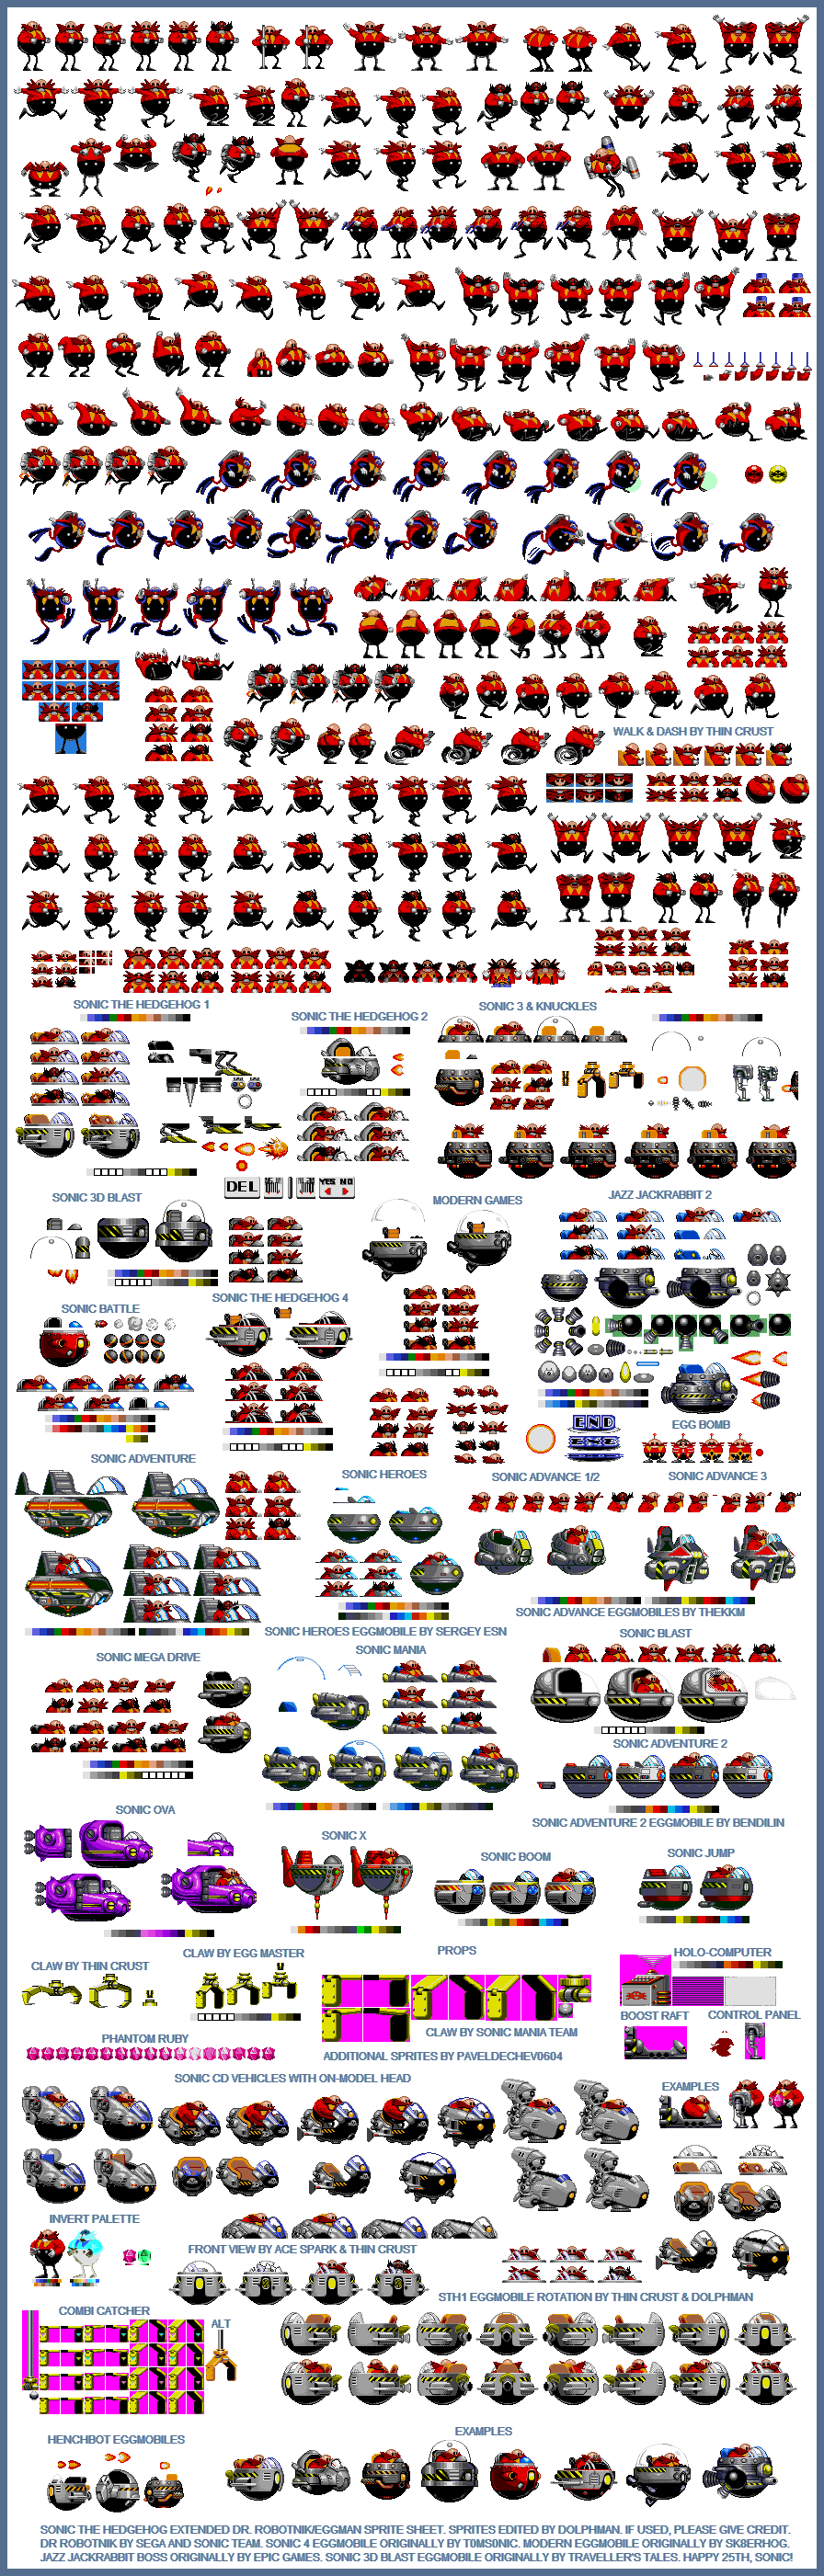 WALK & DASH BY THIN CRUST
SONIC THE HEDGEHOG 1
SONIC THE HEDGEHOG 2
SONIC 3 & KNUCKLES
DEL
YES NO
SONIC 3D BLAST
MODERN GAMES
JAZZ JACKRABBIT 2
SONIC BATTLE
SONIC THE HEDGEHOG 4
END
EGG BOMB
SONIC ADVENTURE
SONIC HEROES
SONIC ADVANCE 1/2
SONIC ADVANCE 3
SONIC ADVANCE EGGMOBILES BY THEKKM
SONIC HEROES EGGMOBILE BY SERGEY ESN
SONIC MEGA DRIVE
SONIC MANIA
SONIC BLAST
SONIC ADVENTURE 2
SONIC OVA
SONIC ADVENTURE 2 EGGMOBILE BY BENDILIN
SONIC X
SONIC BOOM
SONIC JUMP
CLAW BY THIN CRUST
CLAW BY EGG MASTER
PROPS
HOLO-COMPUTER
BOOST RAFT
CONTROL PANEL
CLAW BY SONIC MANIA TEAM
PHANTOM RUBY
ADDITIONAL SPRITES BY PAVELDECHEV0604
SONIC CD VEHICLES WITH ON-MODEL HEAD
EXAMPLES
INVERT PALETTE
FRONT VIEW BY ACE SPARK & THIN CRUST
STH1 EGGMOBILE ROTATION BY THIN CRUST & DOLPHMAN
COMBI CATCHER
ALT
HENCHBOT EGGMOBILES
EXAMPLES
SONIC THE HEDGEHOG EXTENDED DR. ROBOTNIK/EGGMAN SPRITE SHEET. SPRITES EDITED BY DOLPHMAN. IF USED, PLEASE GIVE CREDIT.
DR ROBOTNIK BY SEGA AND SONIC TEAM. SONIC 4 EGGMOBILE ORIGINALLY BY T0MS0NIC. MODERN EGGMOBILE ORIGINALLY BY SK8ERHOG.
JAZZ JACKRABBIT BOSS ORIGINALLY BY EPIC GAMES. SONIC 3D BLAST EGGMOBILE ORIGINALLY BY TRAVELLER'S TALES. HAPPY 25TH, SONIC!